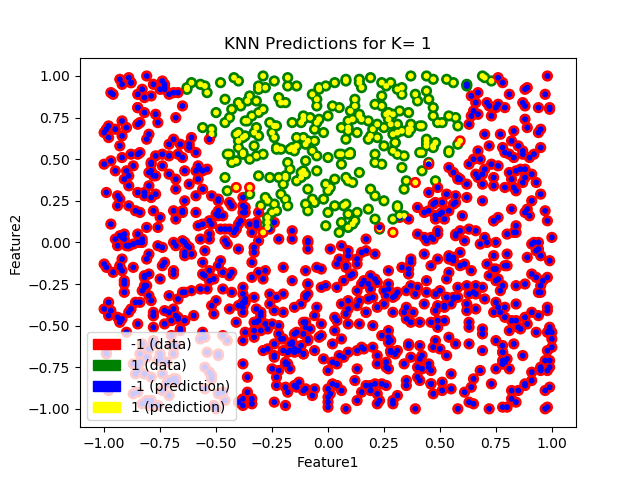 KNN Predictions for K= 1
1.00
0.75
0.50
0.25
0.00
−0.25
−0.50
−0.75
−1.00
Feature2
-1 (data)
1 (data)
-1 (prediction)
1 (prediction)
−1.00 −0.75 −0.50 −0.25 0.00 0.25 0.50 0.75 1.00
Feature1